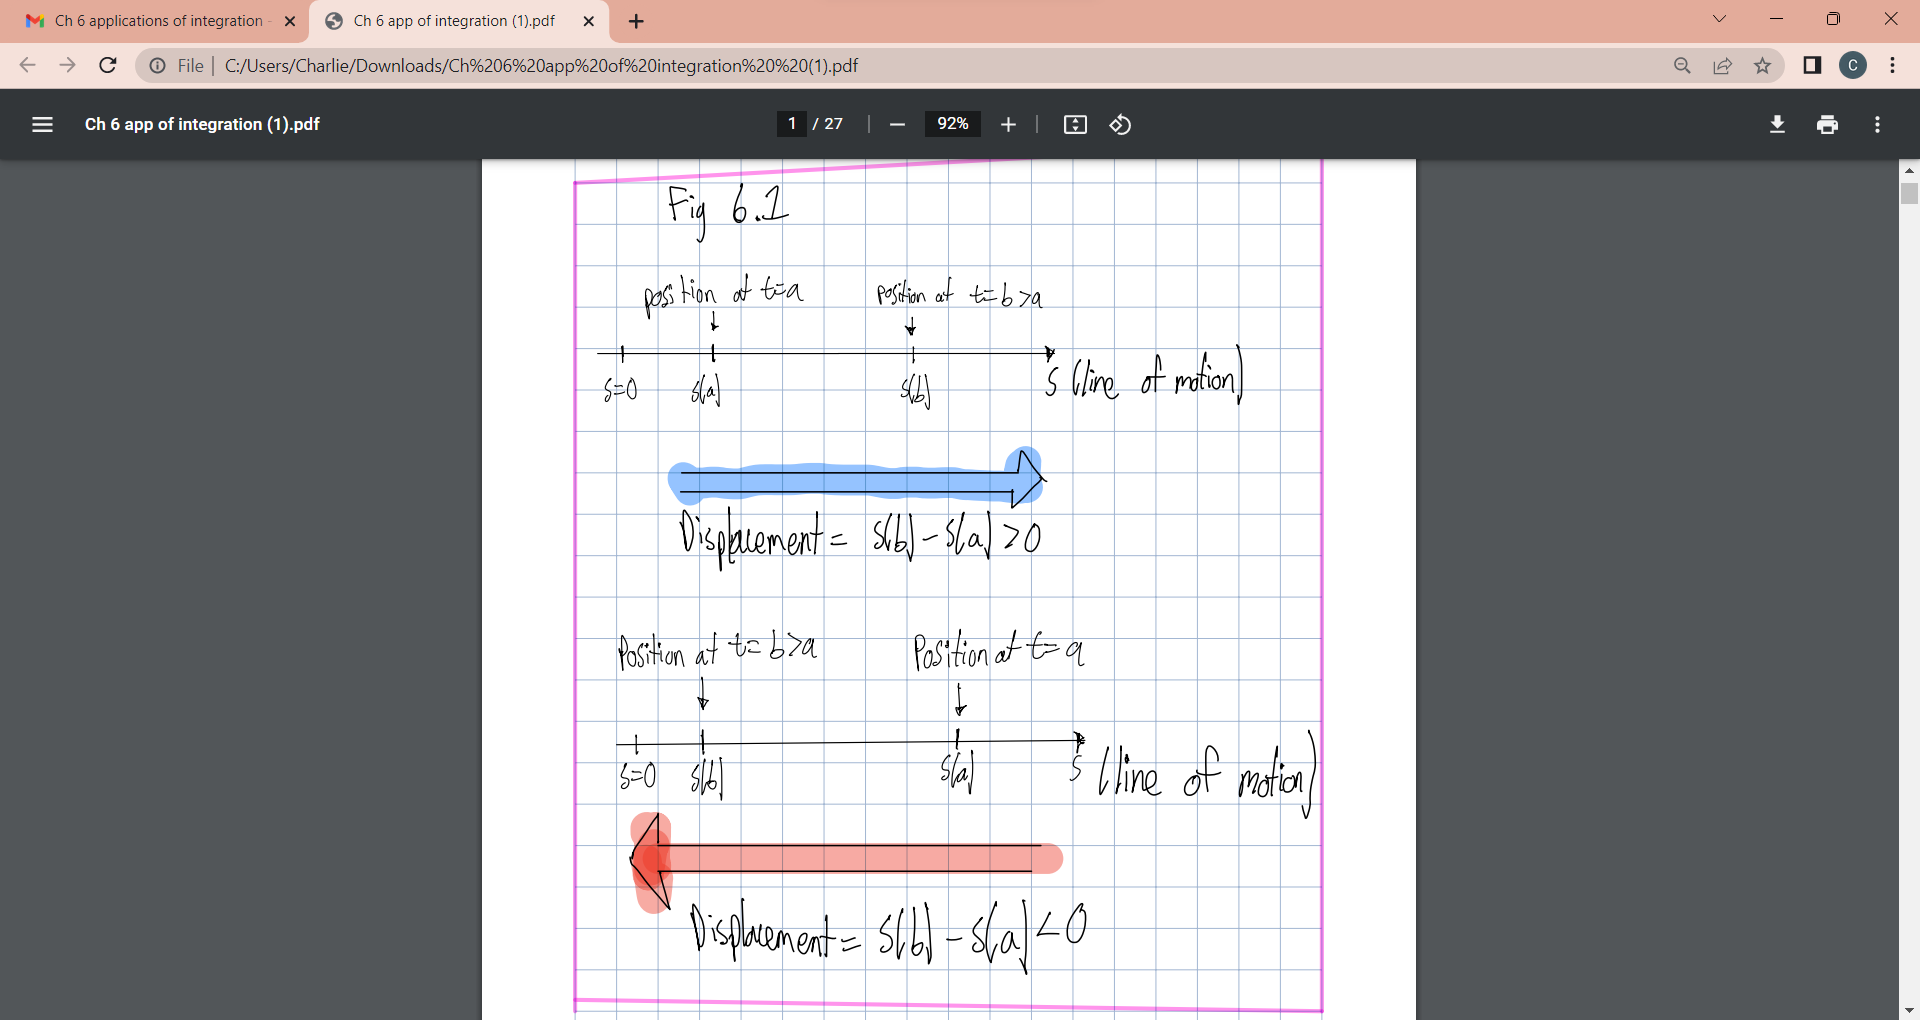 Ch 6 applications of integration
Ch 6 app of integration (1).pdf
File | C:/Users/Charlie/Downloads/Ch%206%20app%20of%20integration%20%20(1).pdf
C
Ch 6 app of integration (1).pdf
1 / 27
92%
Fig 6.1
position at t=a
Position at t=b>a
s=0 s(a) s(b) s (line of motion)
Displacement = s(b) - s(a) >0
Position at t= b>a
Position at t= a
s=0 s(b) s(a) s (line of motion)
Displacement = s(b) - s(a) <0